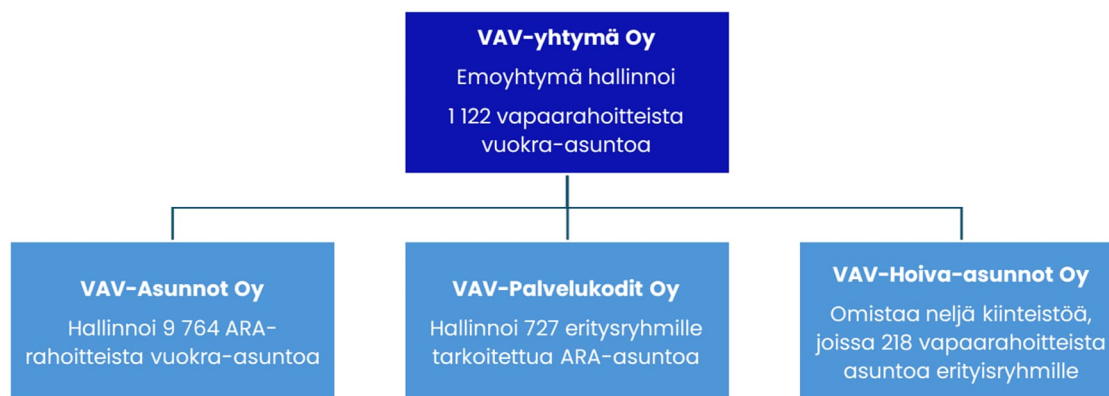 VAV-yhtymä Oy
Emoyhtymä hallinnoi
1 122 vapaarahoitteista
vuokra-asuntoa
VAV-Asunnot Oy
Hallinnoi 9 764 ARA-
rahoitteista vuokra-asuntoa
VAV-Palvelukodit Oy
Hallinnoi 727 eritysryhmille
tarkoitettua ARA-asuntoa
VAV-Hoiva-asunnot Oy
Omistaa neljä kiinteistöä,
joissa 218 vapaarahoitteista
asuntoa erityisryhmille